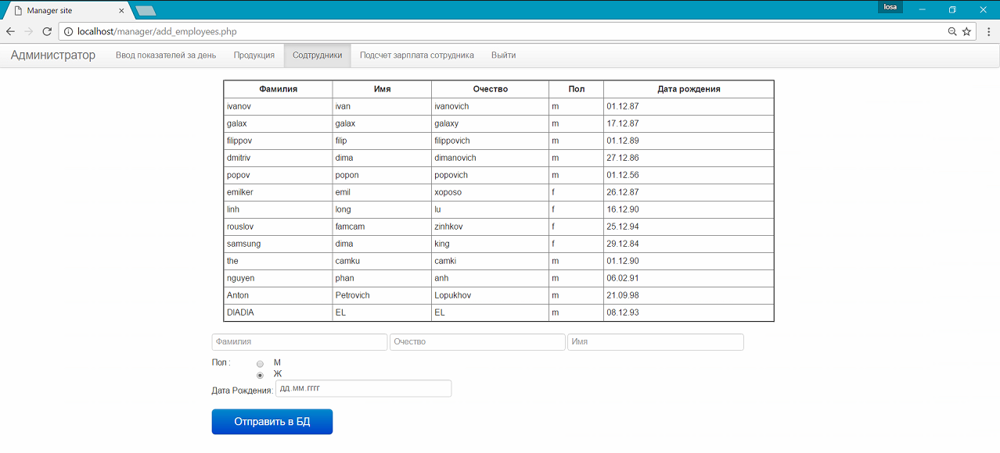 Manager site
losa
localhost/manager/add_employees.php
Администратор Ввод показателей за день Продукция Содтрудники Подсчет зарплата сотрудника Выйти
Фамилия Имя Очество Пол Дата рождения
ivanov ivan ivanovich m 01.12.87
galax galax galaxy m 17.12.87
filippov filip filippovich m 01.12.89
dmitriv dima dimanovich m 27.12.86
popov popon popovich m 01.12.56
emilker emil xoposo f 26.12.87
linh long lu f 16.12.90
rouslov famcam zinhkov f 25.12.94
samsung dima king f 29.12.84
the camku camki m 01.12.90
nguyen phan anh m 06.02.91
Anton Petrovich Lopukhov m 21.09.98
DIADIA EL EL m 08.12.93
Фамилия Очество Имя
Пол : М
Ж
Дата Рождения: дд.мм.гггг
Отправить в БД